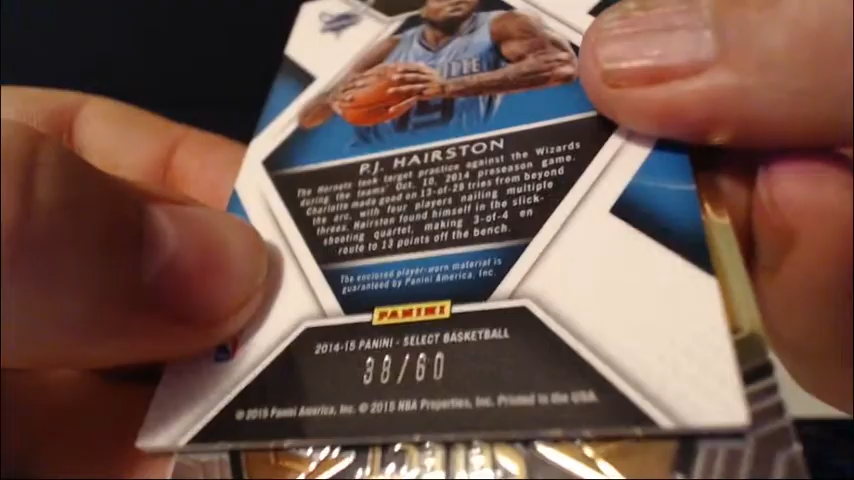 P.J. HAIRSTON
The Hornets took target practice against the Wizards
during the teams' Oct. 10, 2014 preseason game.
Charlotte made good on 13-of-29 tries from beyond
the arc, with four players nailing multiple
threes. Hairston found himself in the slick-
shooting quartet, making 3-of-4 en
route to 13 points off the bench.
The enclosed player-worn material is
guaranteed by Panini America, Inc.
PANINI
2014-15 PANINI - SELECT BASKETBALL
38/60
© 2015 Panini America, Inc. © 2015 NBA Properties, Inc. Printed in the USA.